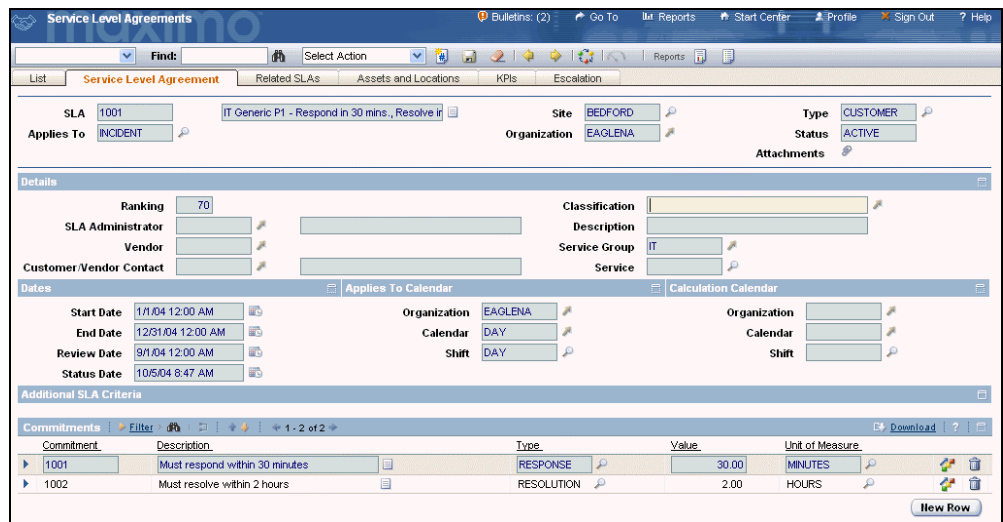 Service Level Agreements
maximo
Bulletins: (2) Go To Reports Start Center Profile Sign Out ? Help
Find: Select Action Reports
List Service Level Agreement Related SLAs Assets and Locations KPIs Escalation
SLA 1001 IT Generic P1 - Respond in 30 mins., Resolve ir Site BEDFORD Type CUSTOMER
Applies To INCIDENT Organization EAGLENA Status ACTIVE
Attachments
Details
Ranking 70 Classification
SLA Administrator Description
Vendor Service Group IT
Customer/Vendor Contact Service
Dates Applies To Calendar Calculation Calendar
Start Date 1/1/04 12:00 AM Organization EAGLENA Organization
End Date 12/31/04 12:00 AM Calendar DAY Calendar
Review Date 9/1/04 12:00 AM Shift DAY Shift
Status Date 10/5/04 8:47 AM
Additional SLA Criteria
Commitments Filter 1 - 2 of 2 Download ?
Commitment Description Type Value Unit of Measure
1001 Must respond within 30 minutes RESPONSE 30.00 MINUTES
1002 Must resolve within 2 hours RESOLUTION 2.00 HOURS
New Row